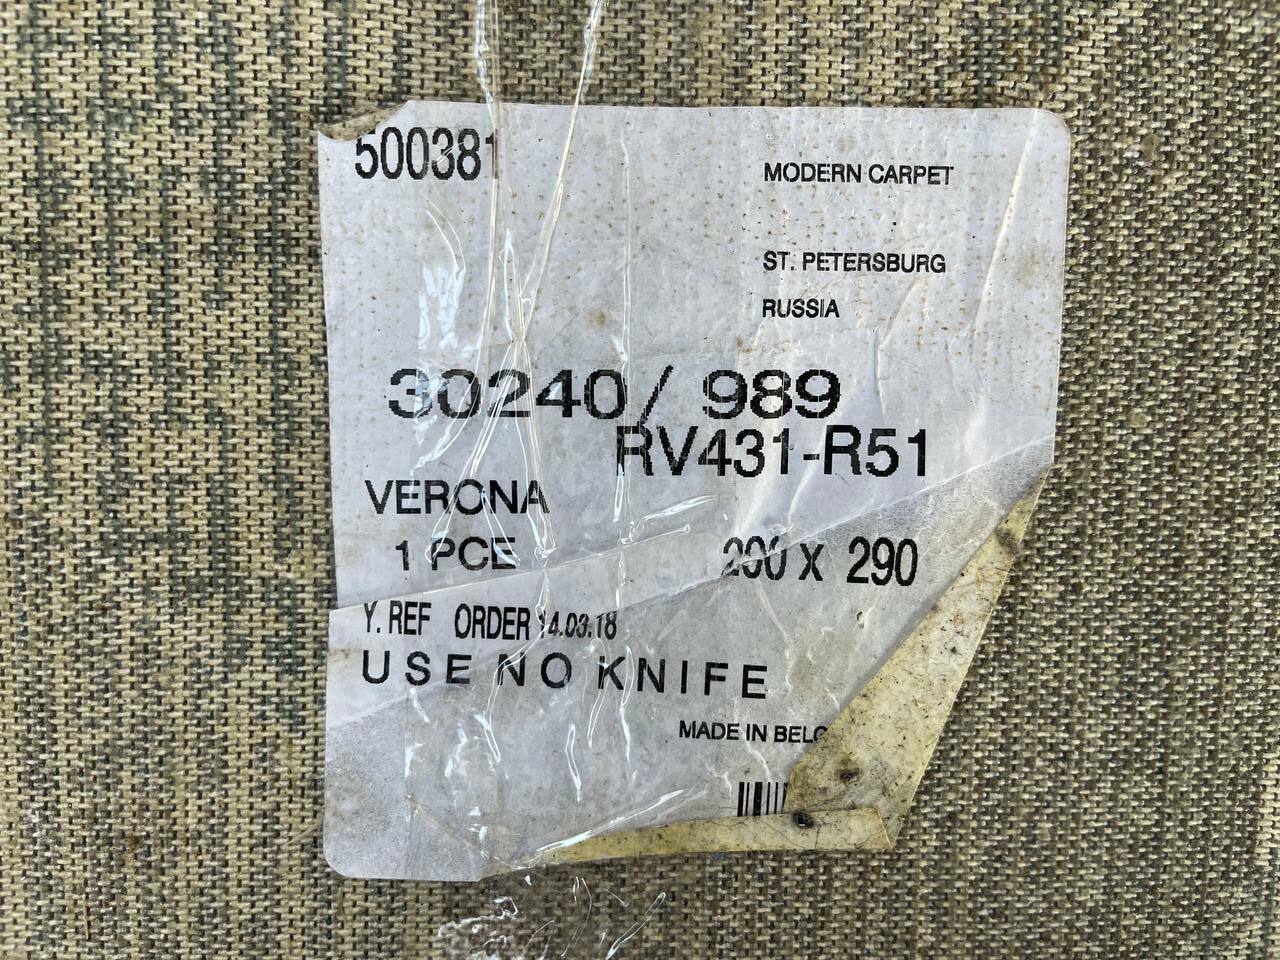 500381
MODERN CARPET
ST. PETERSBURG
RUSSIA
30240/ 989
RV431-R51
VERONA
1 PCE 200 X 290
Y. REF ORDER 14.03.18
USE NO KNIFE
MADE IN BELG